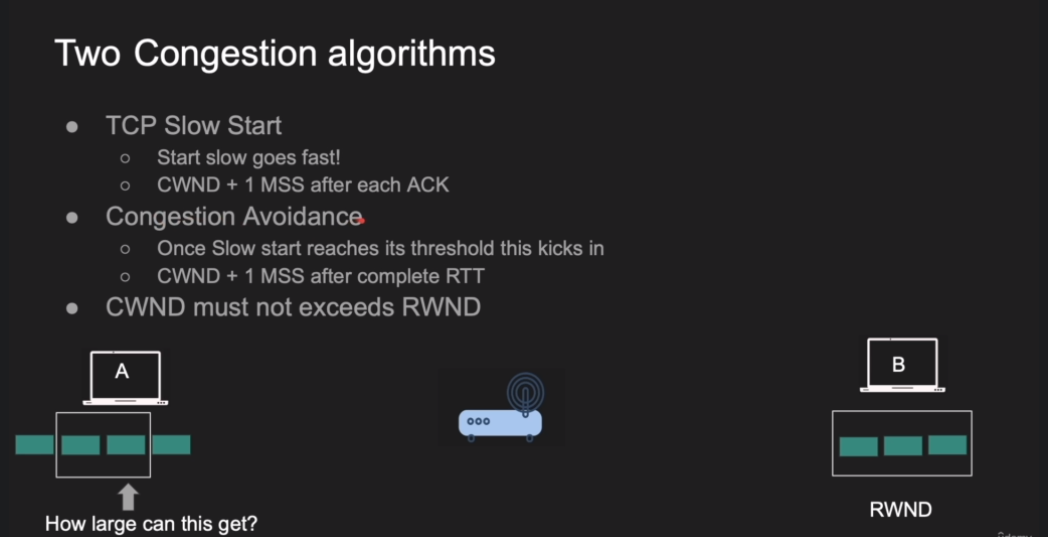 Two Congestion algorithms
● TCP Slow Start
○ Start slow goes fast!
○ CWND + 1 MSS after each ACK
● Congestion Avoidance
○ Once Slow start reaches its threshold this kicks in
○ CWND + 1 MSS after complete RTT
● CWND must not exceeds RWND
A
B
How large can this get?
RWND